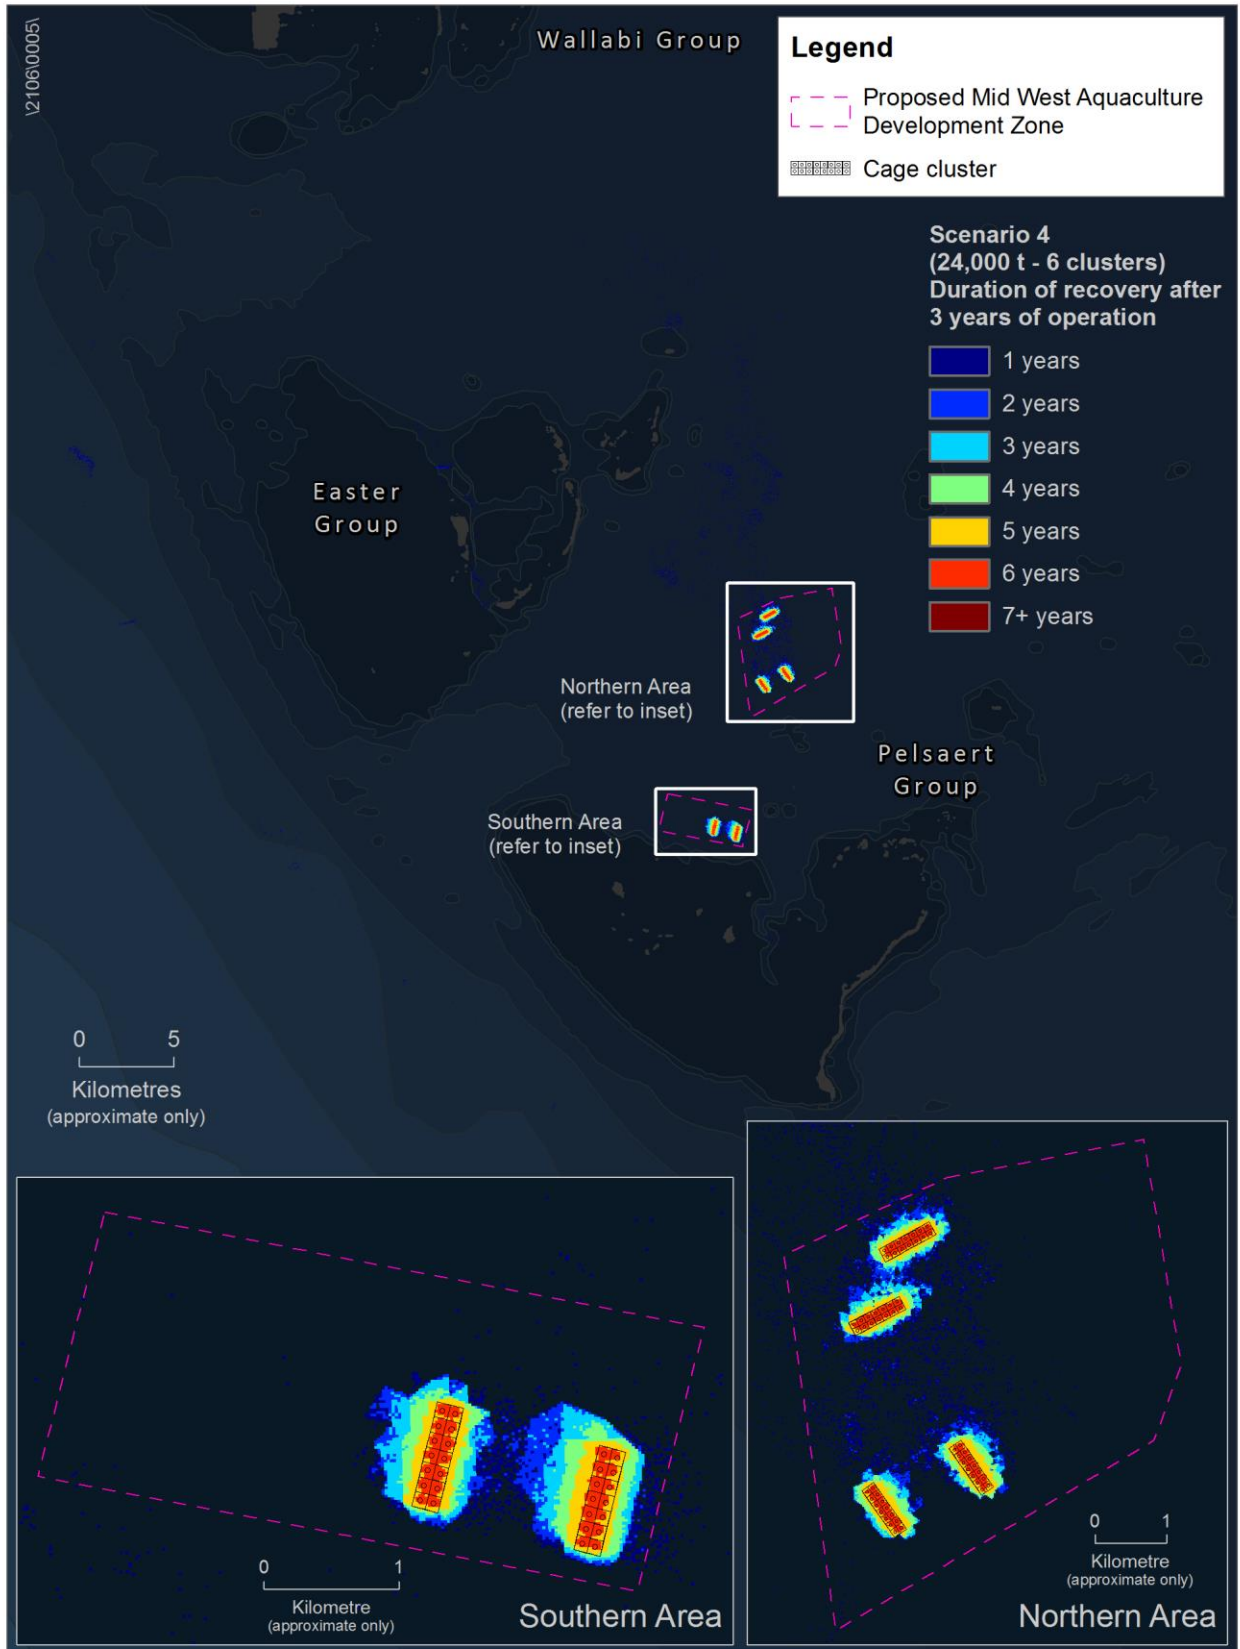 \2106\0005\
Wallabi Group
Legend
Proposed Mid West Aquaculture
Development Zone
Cage cluster
Scenario 4
(24,000 t - 6 clusters)
Duration of recovery after
3 years of operation
1 years
2 years
3 years
4 years
5 years
6 years
7+ years
Easter
Group
Northern Area
(refer to inset)
Pelsaert
Group
Southern Area
(refer to inset)
0 5
Kilometres
(approximate only)
0 1
Kilometre
(approximate only)
Southern Area
0 1
Kilometre
(approximate only)
Northern Area